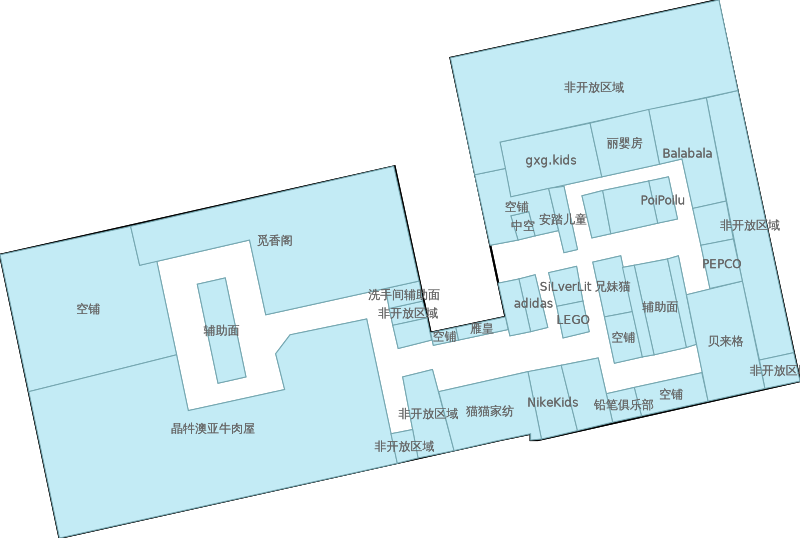 非开放区域
丽婴房
Balabala
gxg.kids
PoiPollu
空铺
中空
安踏儿童
非开放区域
觅香阁
PEPCO
SiLverLit
兄妹猫
洗手间辅助面
adidas
辅助面
空铺
非开放区域
LEGO
辅助面
雁皇
空铺
空铺
贝来格
非开放区
NikeKids
空铺
铅笔俱乐部
猫猫家纺
非开放区域
晶牪澳亚牛肉屋
非开放区域